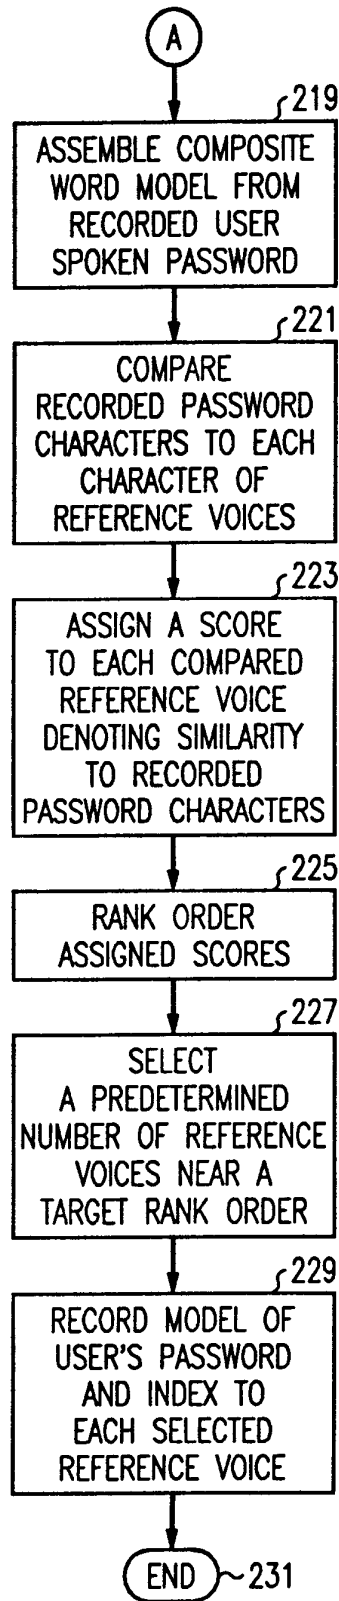 A
219
ASSEMBLE COMPOSITE
WORD MODEL FROM
RECORDED USER
SPOKEN PASSWORD
221
COMPARE
RECORDED PASSWORD
CHARACTERS TO EACH
CHARACTER OF
REFERENCE VOICES
223
ASSIGN A SCORE
TO EACH COMPARED
REFERENCE VOICE
DENOTING SIMILARITY
TO RECORDED
PASSWORD CHARACTERS
225
RANK ORDER
ASSIGNED SCORES
227
SELECT
A PREDETERMINED
NUMBER OF REFERENCE
VOICES NEAR A
TARGET RANK ORDER
229
RECORD MODEL OF
USER'S PASSWORD
AND INDEX TO
EACH SELECTED
REFERENCE VOICE
END 231